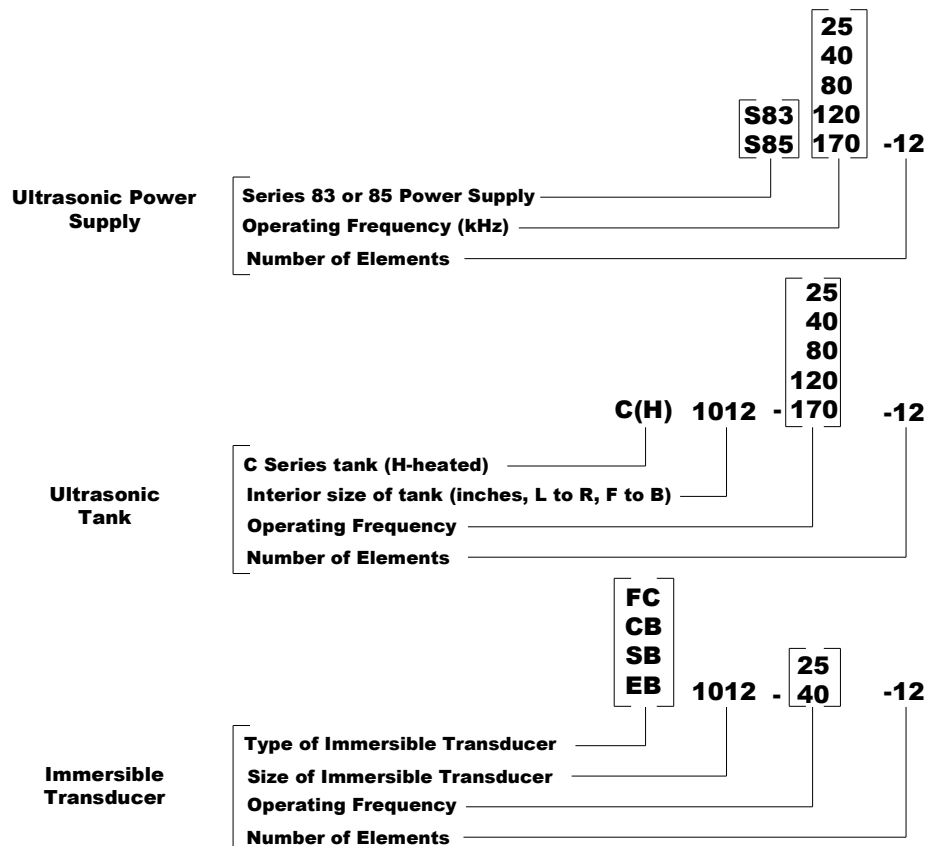 25
40
80
S83 120
S85 170 -12
Ultrasonic Power
Supply
Series 83 or 85 Power Supply
Operating Frequency (kHz)
Number of Elements
25
40
80
120
C(H) 1012 - 170 -12
Ultrasonic
Tank
C Series tank (H-heated)
Interior size of tank (inches, L to R, F to B)
Operating Frequency
Number of Elements
FC
CB
SB 25
EB 1012 - 40 -12
Immersible
Transducer
Type of Immersible Transducer
Size of Immersible Transducer
Operating Frequency
Number of Elements